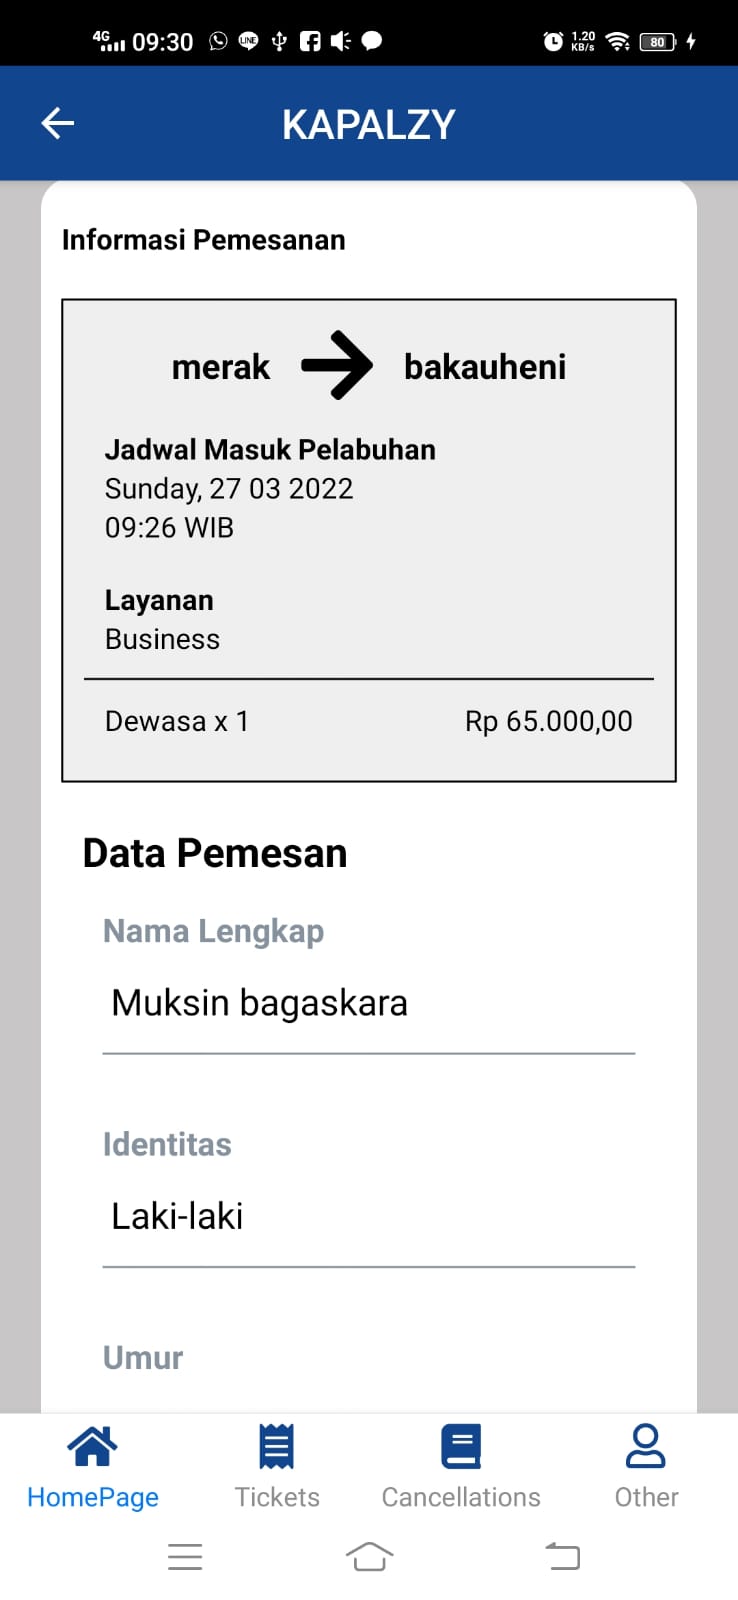 4G 09:30 LINE 1.20 KB/s 80
KAPALZY
Informasi Pemesanan
merak bakauheni
Jadwal Masuk Pelabuhan
Sunday, 27 03 2022
09:26 WIB
Layanan
Business
Dewasa x 1 Rp 65.000,00
Data Pemesan
Nama Lengkap
Muksin bagaskara
Identitas
Laki-laki
Umur
HomePage Tickets Cancellations Other